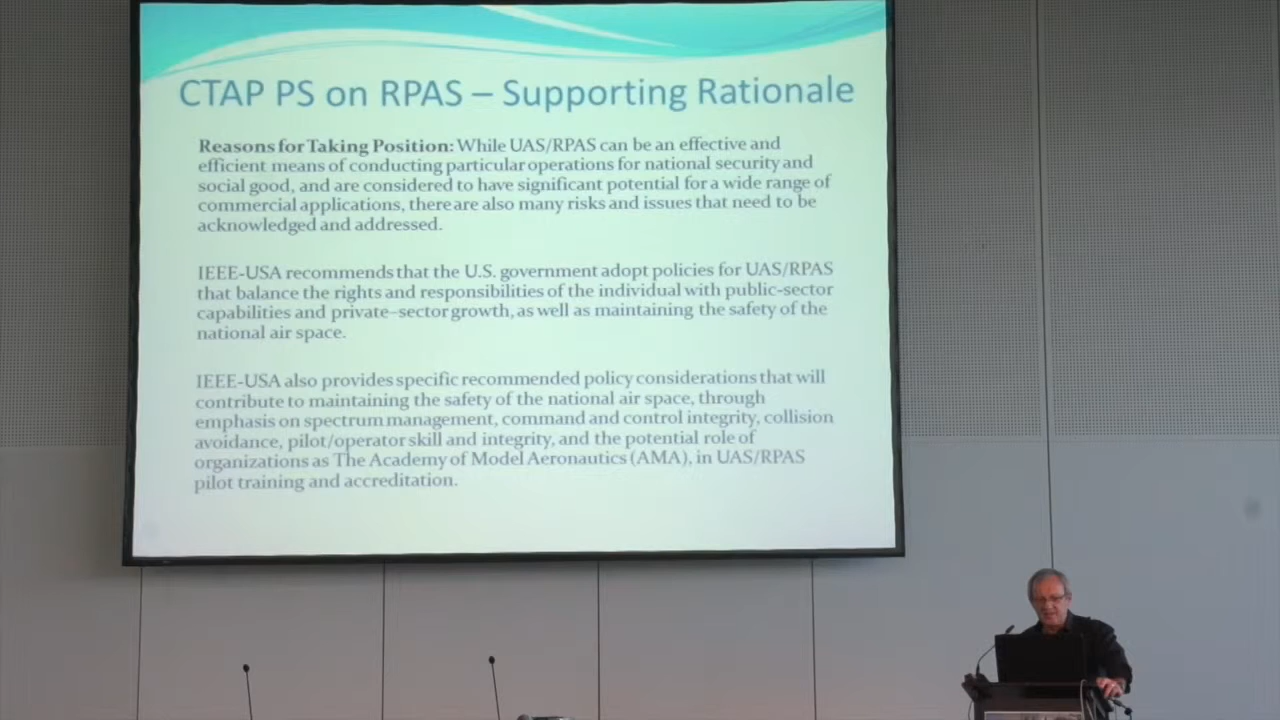 CTAP PS on RPAS – Supporting Rationale
Reasons for Taking Position: While UAS/RPAS can be an effective and
efficient means of conducting particular operations for national security and
social good, and are considered to have significant potential for a wide range of
commercial applications, there are also many risks and issues that need to be
acknowledged and addressed.
IEEE-USA recommends that the U.S. government adopt policies for UAS/RPAS
that balance the rights and responsibilities of the individual with public-sector
capabilities and private–sector growth, as well as maintaining the safety of the
national air space.
IEEE-USA also provides specific recommended policy considerations that will
contribute to maintaining the safety of the national air space, through
emphasis on spectrum management, command and control integrity, collision
avoidance, pilot/operator skill and integrity, and the potential role of
organizations as The Academy of Model Aeronautics (AMA), in UAS/RPAS
pilot training and accreditation.